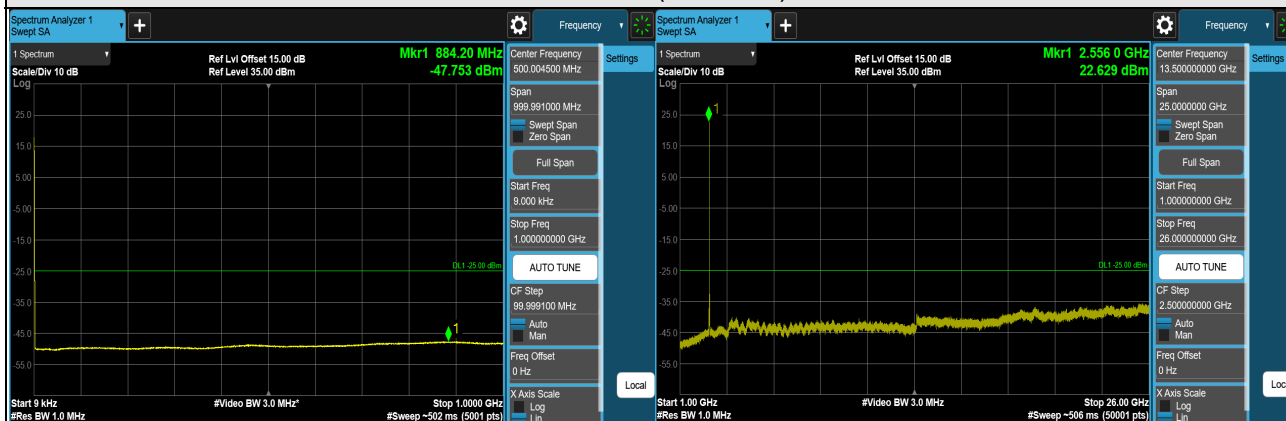 Spectrum Analyzer 1
Swept SA
+
Frequency
1 Spectrum
Scale/Div 10 dB
Log
Ref Lvl Offset 15.00 dB
Ref Level 35.00 dBm
Mkr1 884.20 MHz
-47.753 dBm
25.0
15.0
5.00
-5.00
-15.0
-25.0
-35.0
-45.0
-55.0
DL1 -25.00 dBm
1
Start 9 kHz
#Res BW 1.0 MHz
#Video BW 3.0 MHz*
Stop 1.0000 GHz
#Sweep ~502 ms (5001 pts)
Center Frequency
500.004500 MHz
Span
999.991000 MHz
Swept Span
Zero Span
Full Span
Start Freq
9.000 kHz
Stop Freq
1.000000000 GHz
AUTO TUNE
CF Step
99.999100 MHz
Auto
Man
Freq Offset
0 Hz
X Axis Scale
Log
Lin
Settings
Local
Spectrum Analyzer 1
Swept SA
+
Frequency
1 Spectrum
Scale/Div 10 dB
Log
Ref Lvl Offset 15.00 dB
Ref Level 35.00 dBm
Mkr1 2.556 0 GHz
22.629 dBm
25.0
15.0
5.00
-5.00
-15.0
-25.0
-35.0
-45.0
-55.0
1
DL1 -25.00 dBm
Start 1.00 GHz
#Res BW 1.0 MHz
#Video BW 3.0 MHz
Stop 26.00 GHz
#Sweep ~506 ms (50001 pts)
Center Frequency
13.500000000 GHz
Span
25.0000000 GHz
Swept Span
Zero Span
Full Span
Start Freq
1.000000000 GHz
Stop Freq
26.000000000 GHz
AUTO TUNE
CF Step
2.500000000 GHz
Auto
Man
Freq Offset
0 Hz
X Axis Scale
Log
Lin
Settings